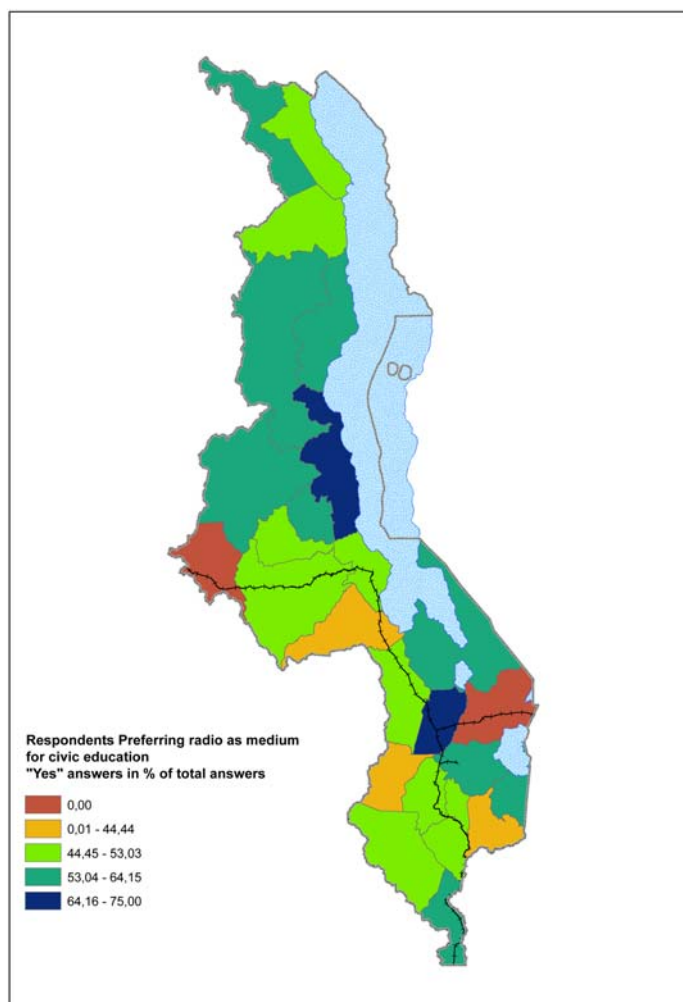 Respondents Preferring radio as medium
for civic education
"Yes" answers in % of total answers
0,00
0,01 - 44,44
44,45 - 53,03
53,04 - 64,15
64,16 - 75,00